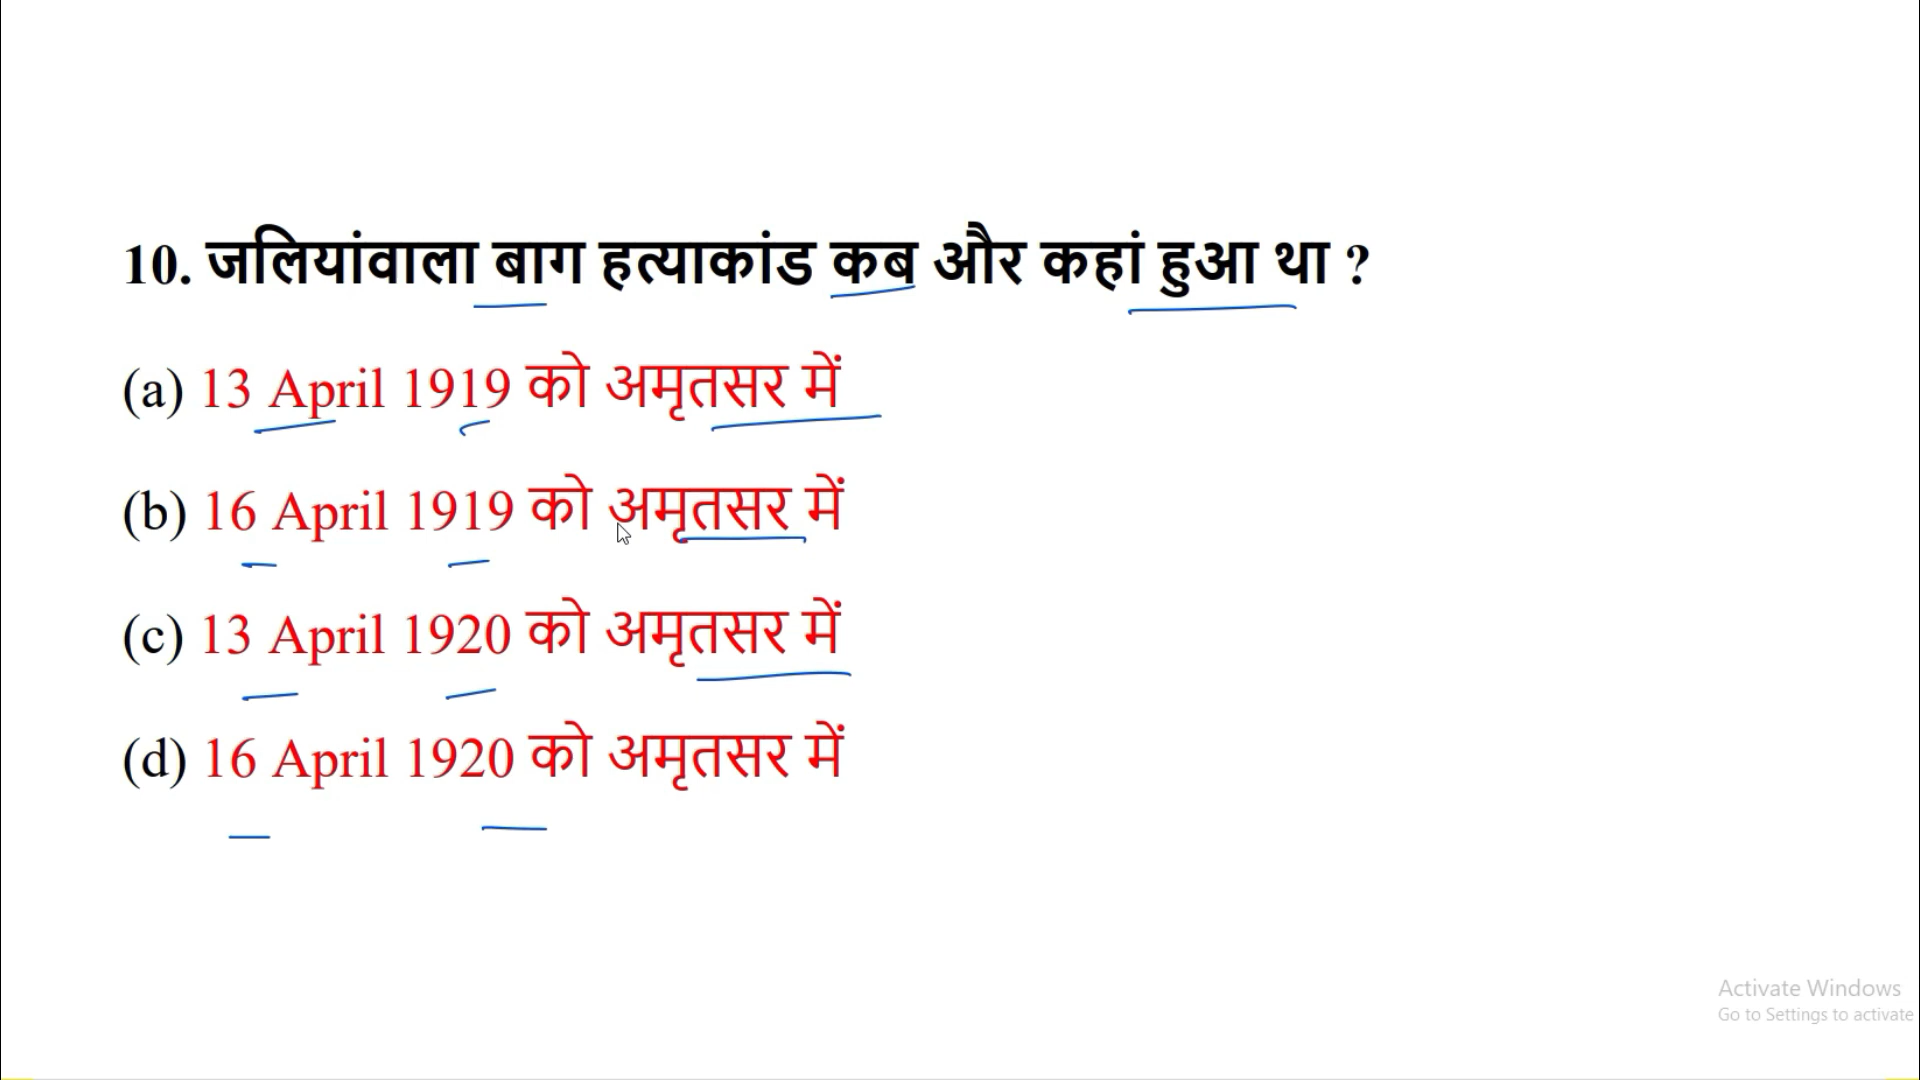 10. जलियांवाला बाग हत्याकांड कब और कहां हुआ था ?
(a) 13 April 1919 को अमृतसर में
(b) 16 April 1919 को अमृतसर में
(c) 13 April 1920 को अमृतसर में
(d) 16 April 1920 को अमृतसर में
Activate Windows
Go to Settings to activate